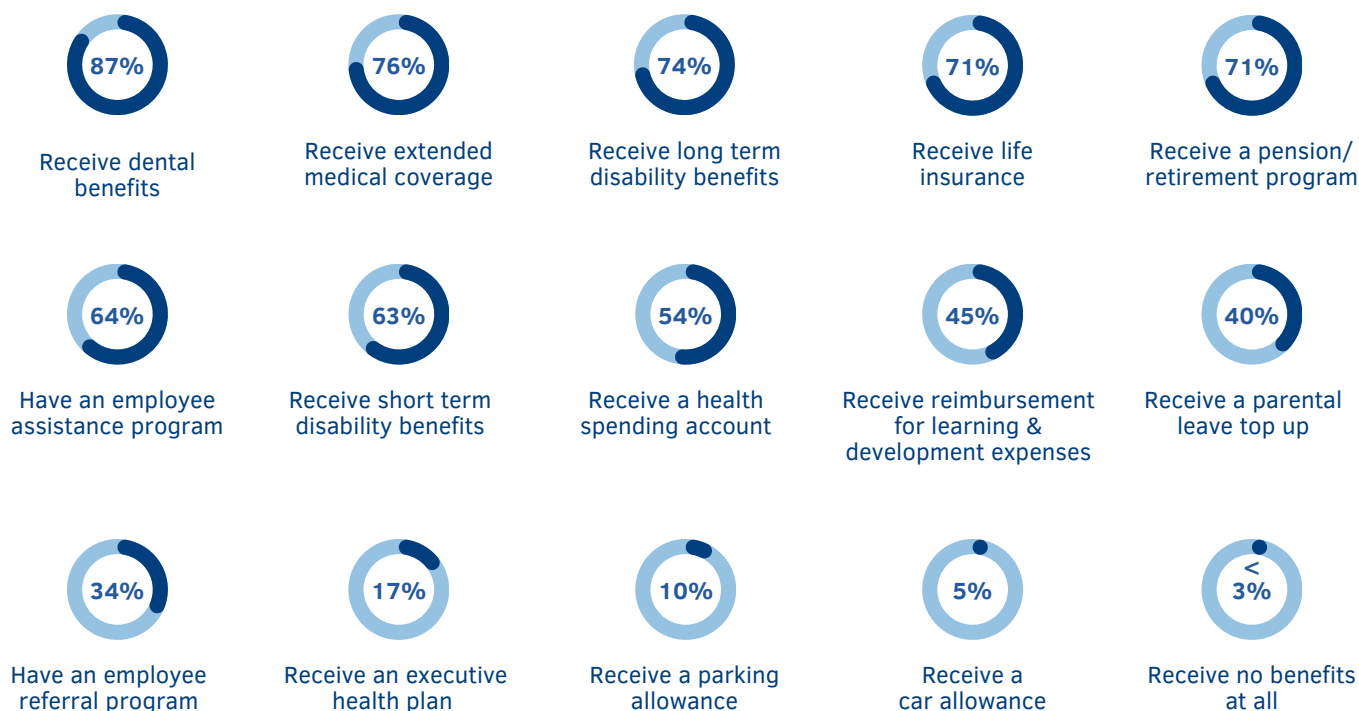 87%
Receive dental
benefits
76%
Receive extended
medical coverage
74%
Receive long term
disability benefits
71%
Receive life
insurance
71%
Receive a pension/
retirement program
64%
Have an employee
assistance program
63%
Receive short term
disability benefits
54%
Receive a health
spending account
45%
Receive reimbursement
for learning &
development expenses
40%
Receive a parental
leave top up
34%
Have an employee
referral program
17%
Receive an executive
health plan
10%
Receive a parking
allowance
5%
Receive a
car allowance
<
3%
Receive no benefits
at all